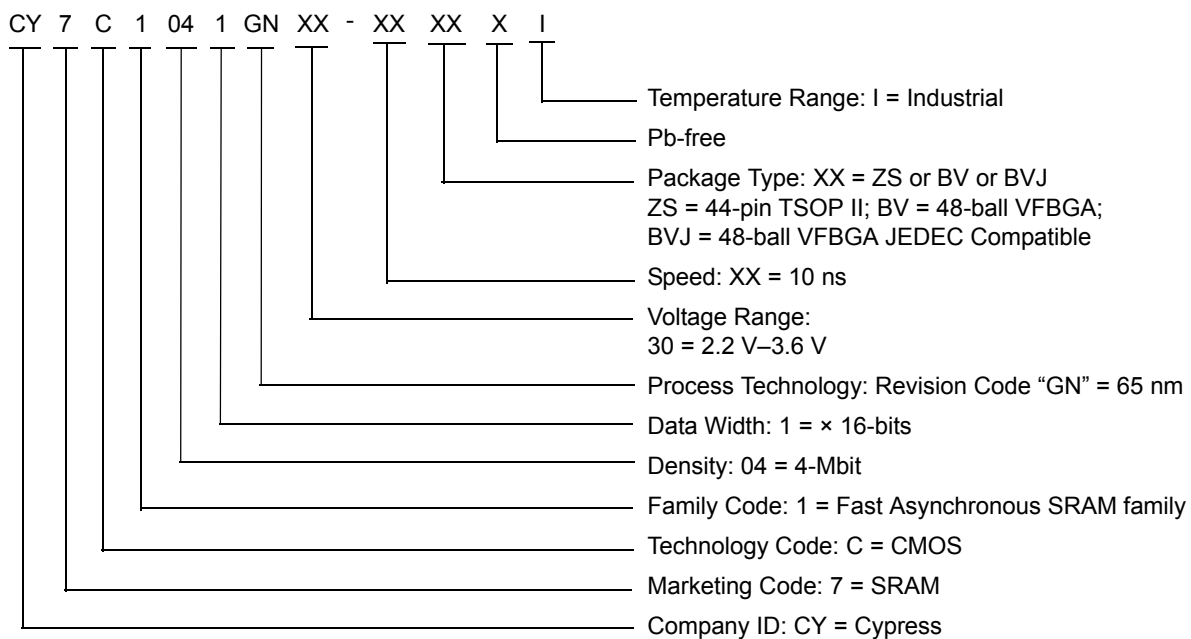 CY 7 C 1 04 1 GN XX - XX XX X I
Temperature Range: I = Industrial
Pb-free
Package Type: XX = ZS or BV or BVJ
ZS = 44-pin TSOP II; BV = 48-ball VFBGA;
BVJ = 48-ball VFBGA JEDEC Compatible
Speed: XX = 10 ns
Voltage Range:
30 = 2.2 V–3.6 V
Process Technology: Revision Code “GN” = 65 nm
Data Width: 1 = × 16-bits
Density: 04 = 4-Mbit
Family Code: 1 = Fast Asynchronous SRAM family
Technology Code: C = CMOS
Marketing Code: 7 = SRAM
Company ID: CY = Cypress